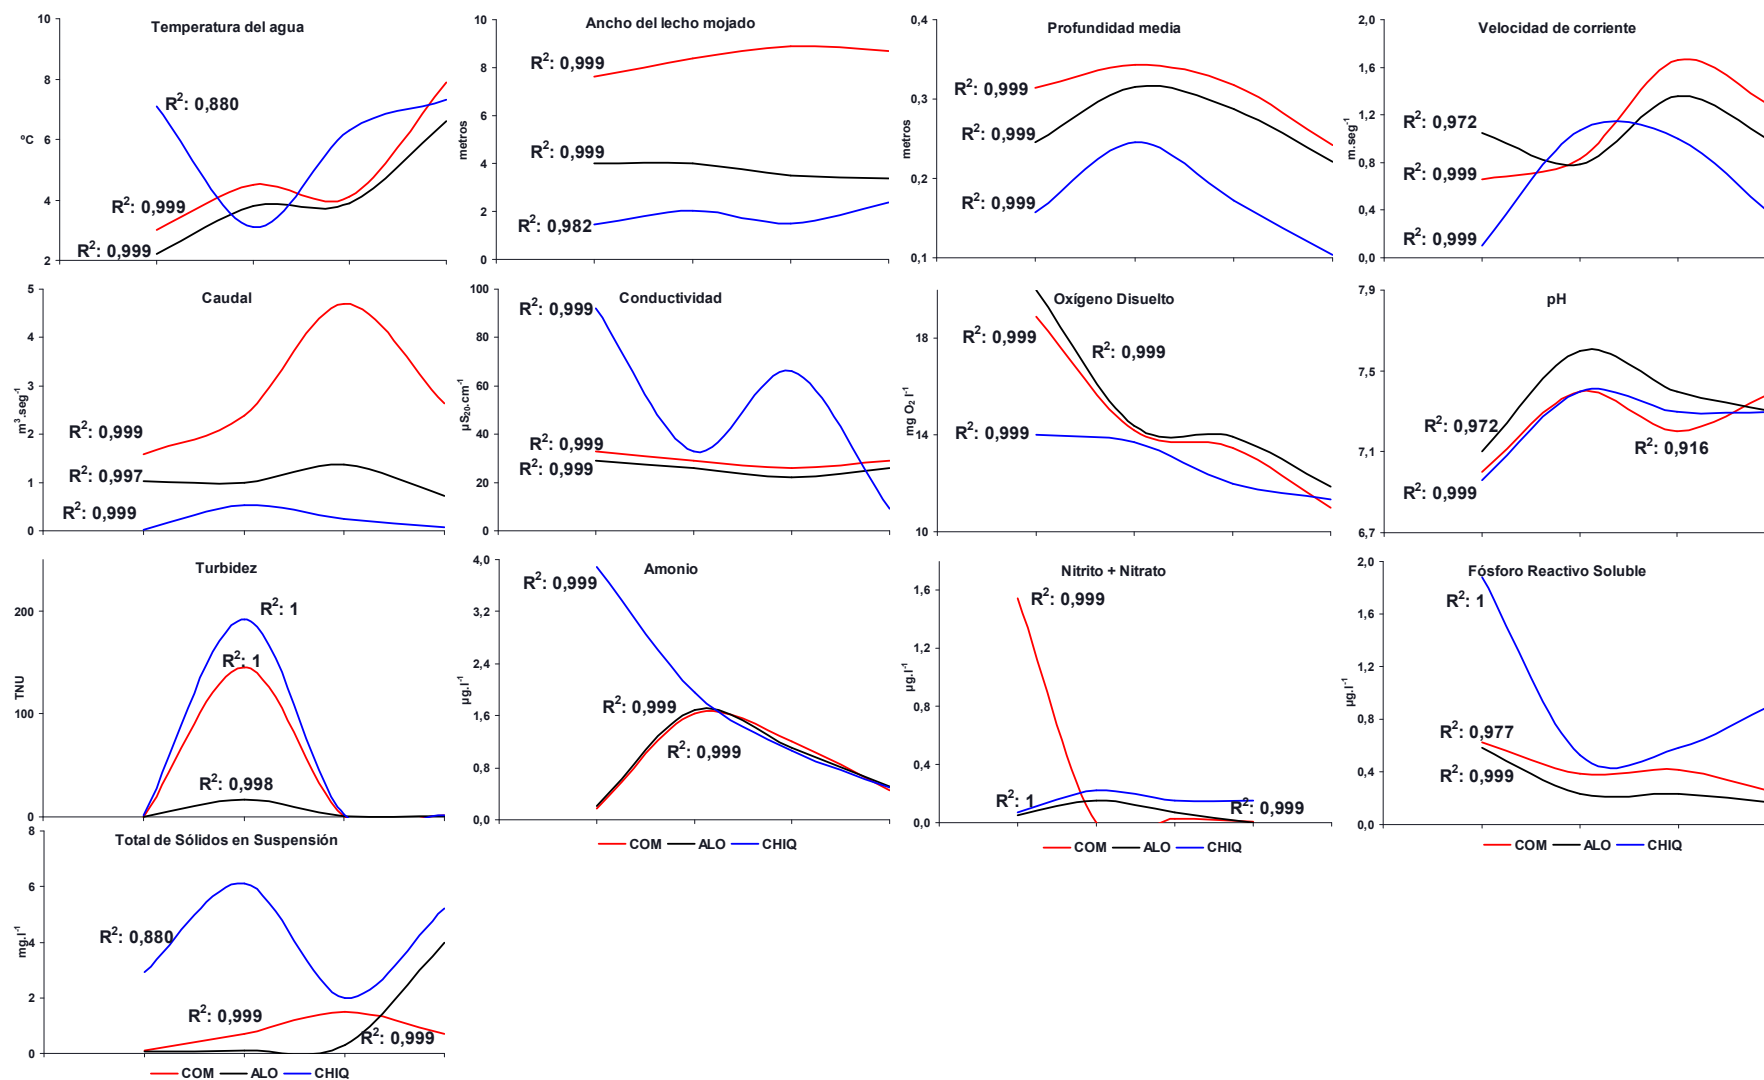 Temperatura del agua
10
8
6
4
2
ºC
R²: 0,880
R²: 0,999
R²: 0,999
Ancho del lecho mojado
10
8
6
4
2
0
metros
R²: 0,999
R²: 0,999
R²: 0,982
Profundidad media
0,4
0,3
0,2
0,1
metros
R²: 0,999
R²: 0,999
R²: 0,999
Velocidad de corriente
2,0
1,6
1,2
0,8
0,4
0,0
m.seg⁻¹
R²: 0,972
R²: 0,999
R²: 0,999
Caudal
5
4
3
2
1
0
m³.seg⁻¹
R²: 0,999
R²: 0,997
R²: 0,999
Conductividad
100
80
60
40
20
0
µS₂₀.cm⁻¹
R²: 0,999
R²: 0,999
R²: 0,999
Oxígeno Disuelto
18
14
10
mg O₂ l⁻¹
R²: 0,999
R²: 0,999
R²: 0,999
pH
7,9
7,5
7,1
6,7
R²: 0,972
R²: 0,916
R²: 0,999
Turbidez
200
100
0
TNU
R²: 1
R²: 1
R²: 0,998
Amonio
4,0
3,2
2,4
1,6
0,8
0,0
µg.l⁻¹
R²: 0,999
R²: 0,999
R²: 0,999
COM ALO CHIQ
Nitrito + Nitrato
1,6
1,2
0,8
0,4
0,0
µg.l⁻¹
R²: 0,999
R²: 1
R²: 0,999
COM ALO CHIQ
Fósforo Reactivo Soluble
2,0
1,6
1,2
0,8
0,4
0,0
µg.l⁻¹
R²: 1
R²: 0,977
R²: 0,999
COM ALO CHIQ
Total de Sólidos en Suspensión
8
6
4
2
0
mg.l⁻¹
R²: 0,880
R²: 0,999
R²: 0,999
COM ALO CHIQ